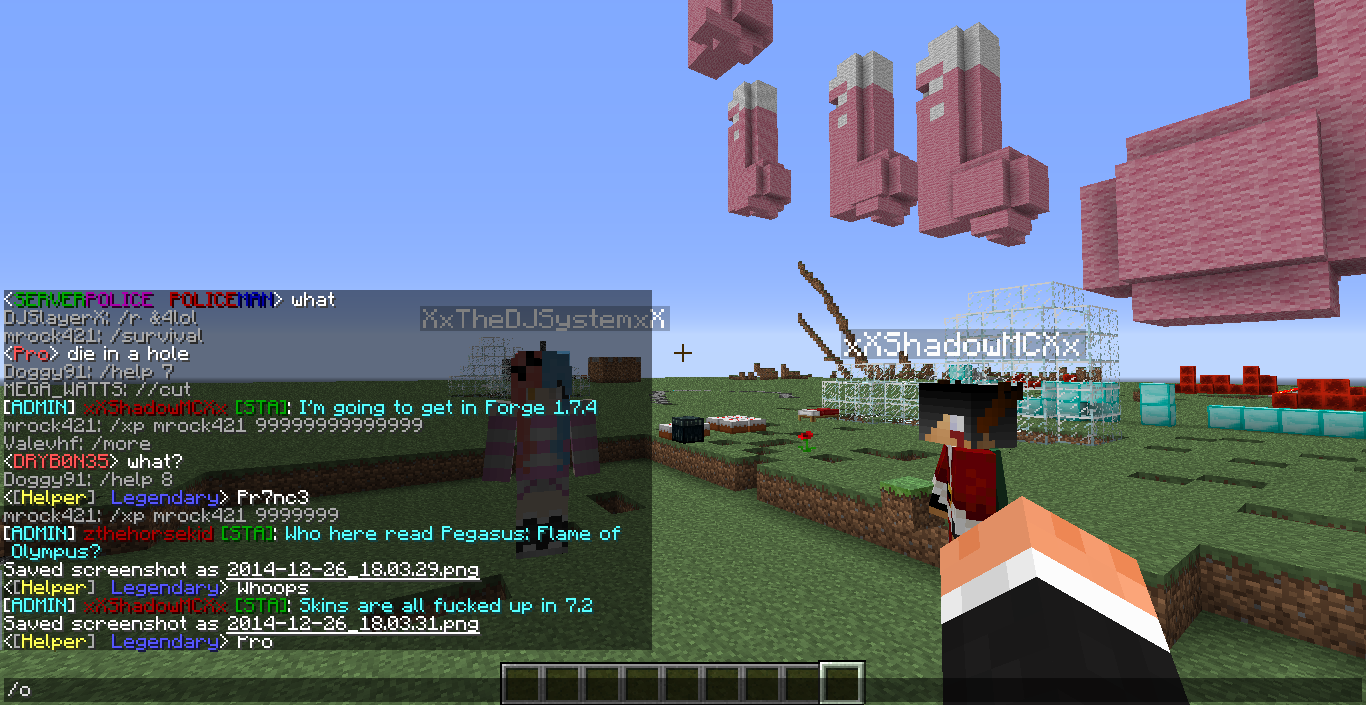 <SERVERPOLICE POLICEMAN> what
DJSlayerX: /r &4lol
mrock421: /survival
<Pro> die in a hole
Doggy91: /help 7
MEGA_WATTS: //cut
[ADMIN] xXShadowMCXx [STA]: I'm going to get in Forge 1.7.4
mrock421: /xp mrock421 99999999999999
Valevhf: /more
<DRYB0N35> what?
Doggy91: /help 8
<[Helper] Legendary> Pr7nc3
mrock421: /xp mrock421 9999999
[ADMIN] zthehorsekid [STA]: Who here read Pegasus: Flame of
Olympus?
Saved screenshot as 2014-12-26_18.03.29.png
<[Helper] Legendary> Whoops
[ADMIN] xXShadowMCXx [STA]: Skins are all fucked up in 7.2
Saved screenshot as 2014-12-26_18.03.31.png
<[Helper] Legendary> Pro
/o
XxTheDJSystemxX
xXShadowMCXx